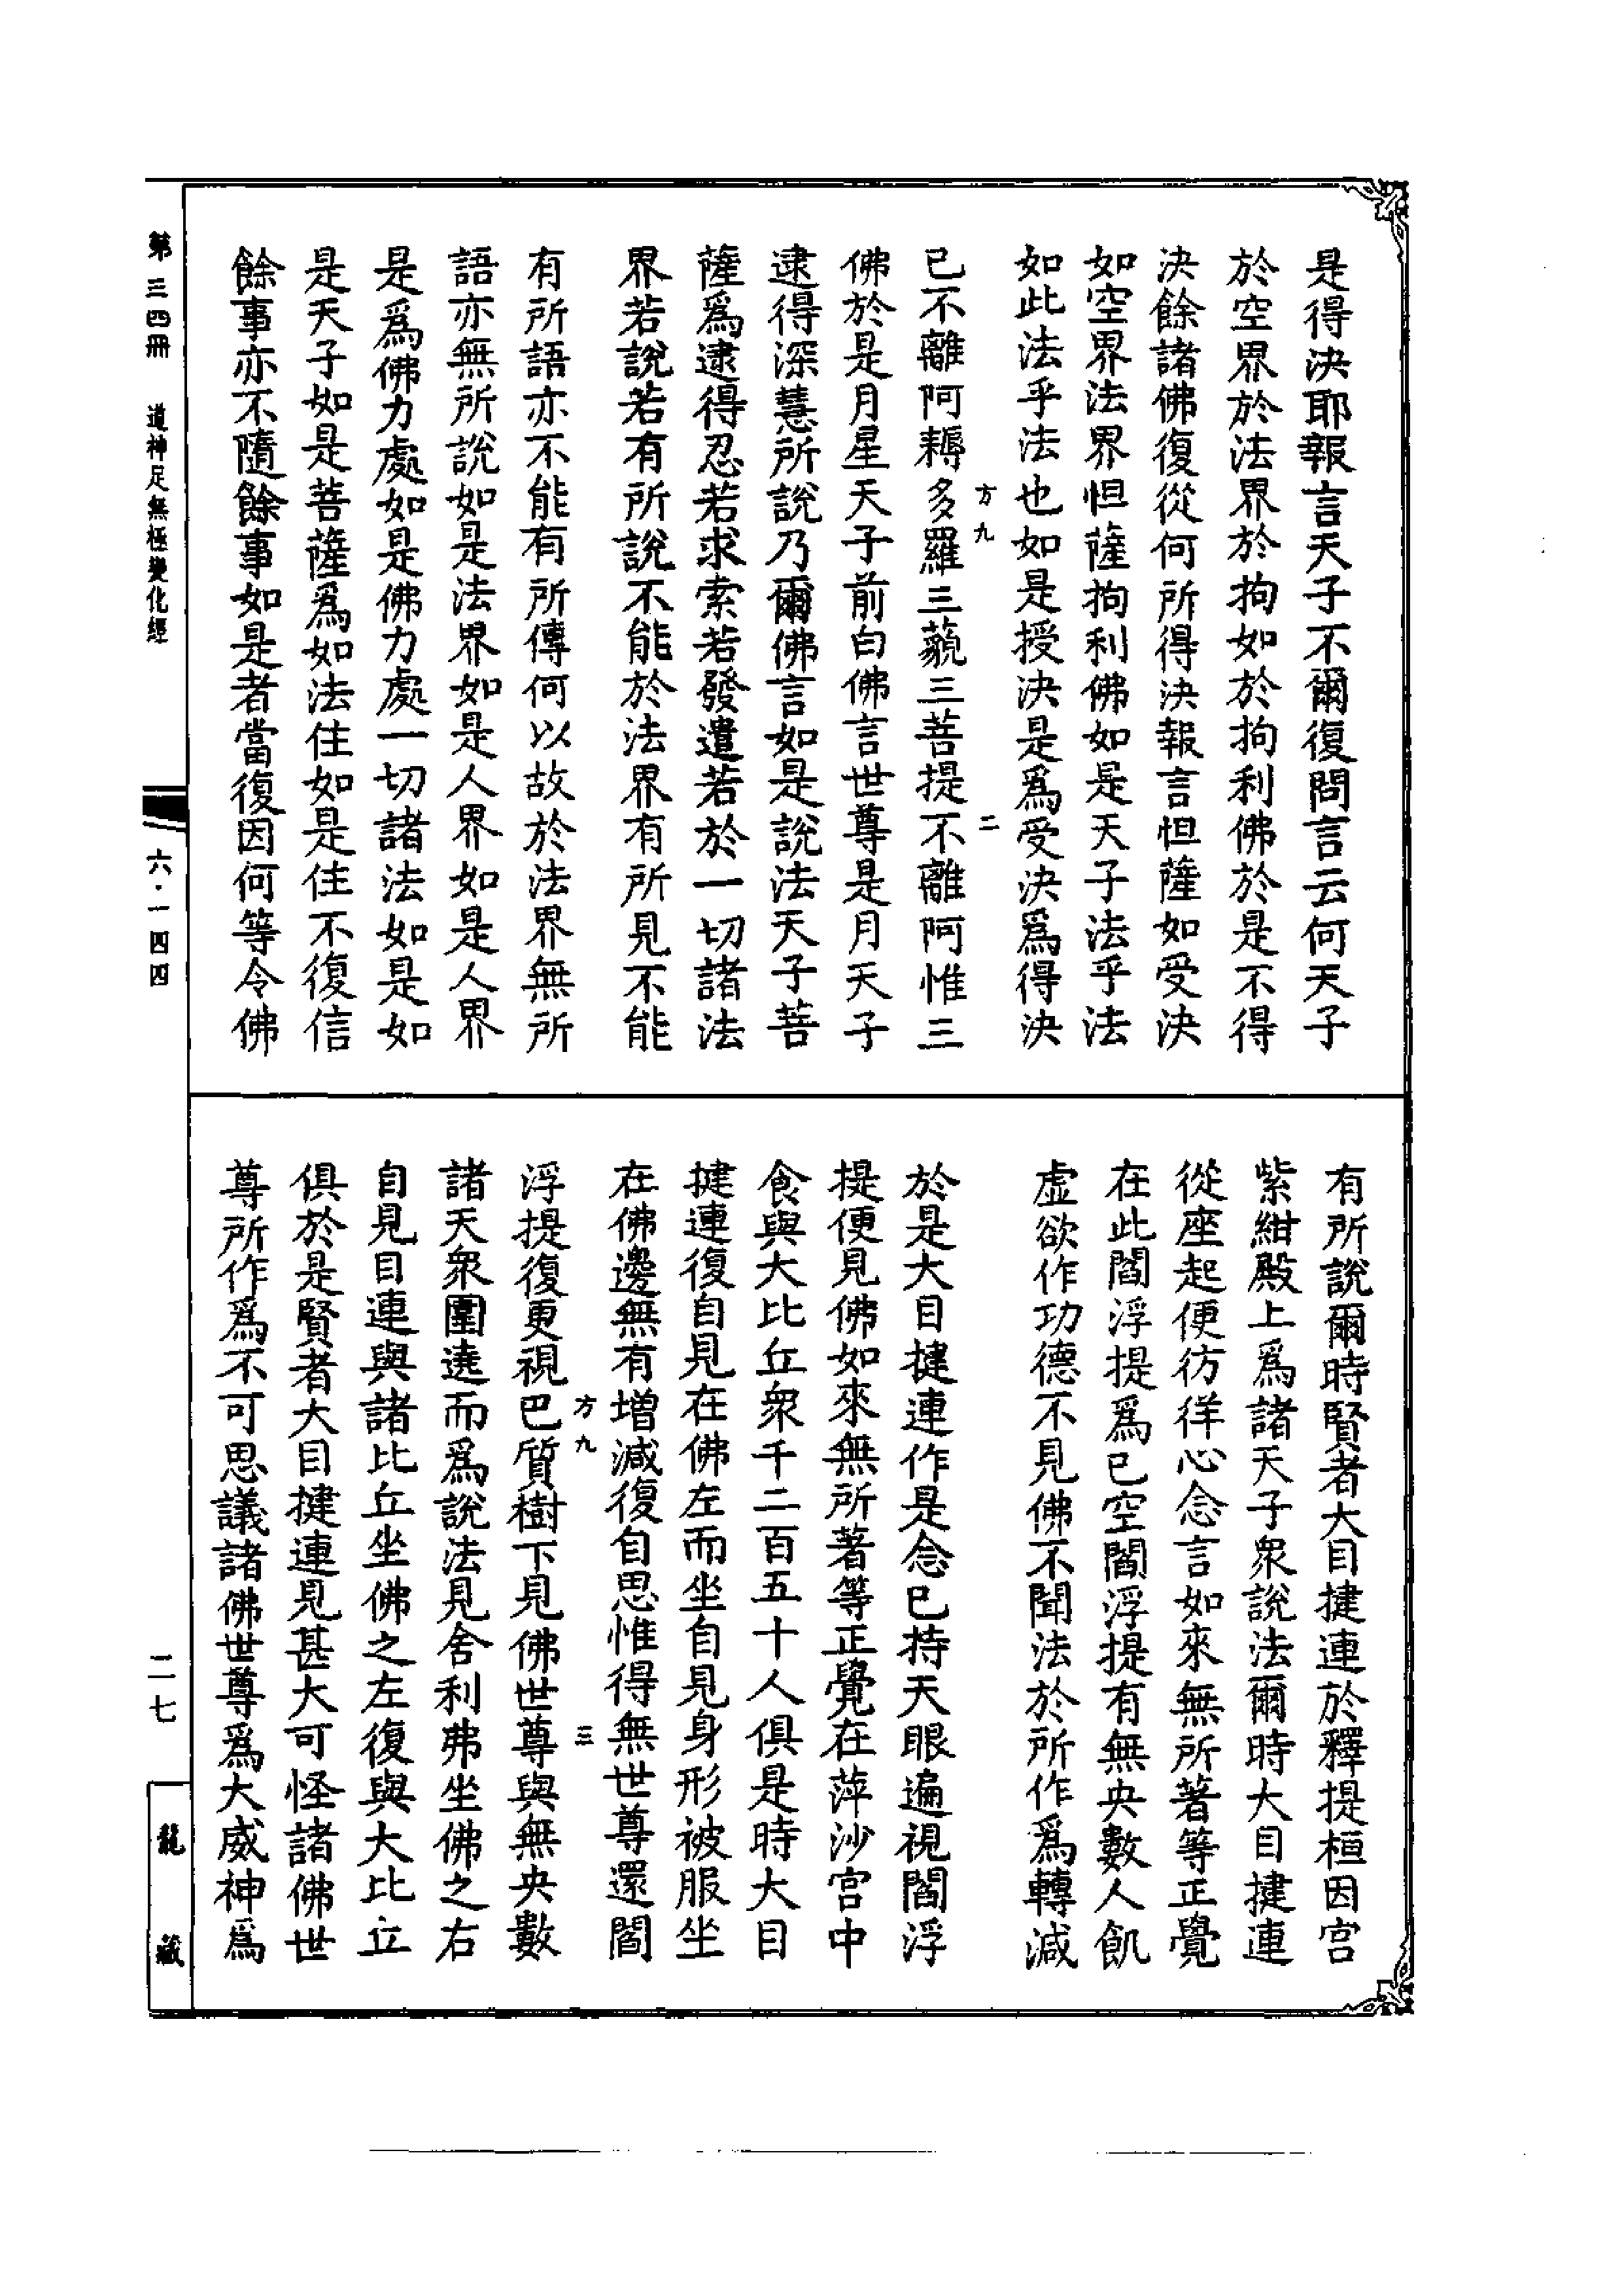 是得決耶報言天子不爾復問言云何天子
於空界於法界於拘如於拘利佛於是不得
決餘諸佛復從何所得決報言怛薩如受決
如空界法界怛薩拘利佛如是天子法乎法
如此法乎法也如是授決是爲受決爲得決
方九 二
已不離阿耨多羅三藐三菩提不離阿惟三
佛於是月星天子前白佛言世尊是月天子
逮得深慧所說乃爾佛言如是說法天子菩
薩爲逮得忍若求索若發遣若於一切諸法
界若說若有所說不能於法界有所見不能
有所語亦不能有所傳何以故於法界無所
語亦無所說如是法界如是人界如是人界
是爲佛力處如是佛力處一切諸法如是如
是天子如是菩薩爲如法住如是住不復信
餘事亦不隨餘事如是者當復因何等令佛
有所說爾時賢者大目揵連於釋提桓因宮
紫紺殿上爲諸天子衆說法爾時大目揵連
從座起便彷徉心念言如來無所著等正覺
在此閻浮提爲已空閻浮提有無央數人飢
虛欲作功德不見佛不聞法於所作爲轉減
於是大目揵連作是念已持天眼遍視閻浮
提便見佛如來無所著等正覺在萍沙宮中
食與大比丘衆千二百五十人俱是時大目
揵連復自見在佛左而坐自見身形被服坐
在佛邊無有增減復自思惟得無世尊還閻
方九 三
浮提復更視巴質樹下見佛世尊與無央數
諸天衆圍遶而爲說法見舍利弗坐佛之右
自見目連與諸比丘坐佛之左復與大比丘
俱於是賢者大目揵連見甚大可怪諸佛世
尊所作爲不可思議諸佛世尊爲大威神爲
第三四冊 道神足無極變化經
六·一四四
二七
龍藏